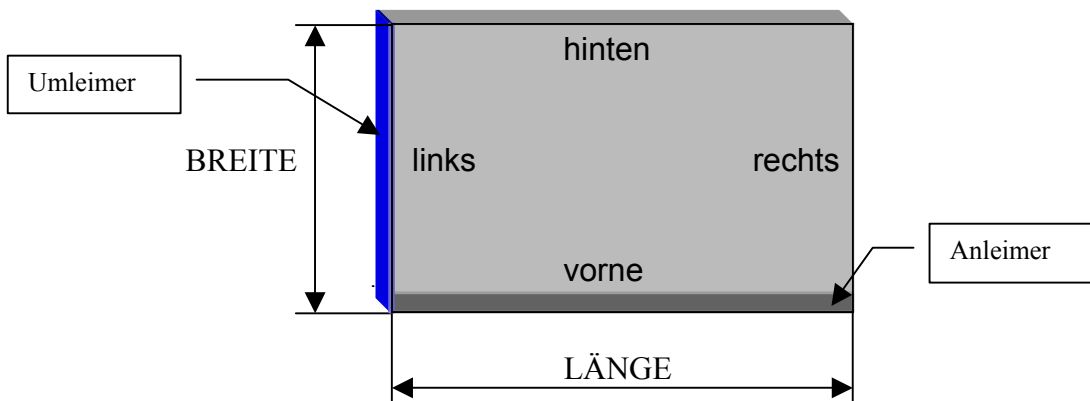 hinten
Umleimer
BREITE
links
rechts
Anleimer
vorne
LÄNGE